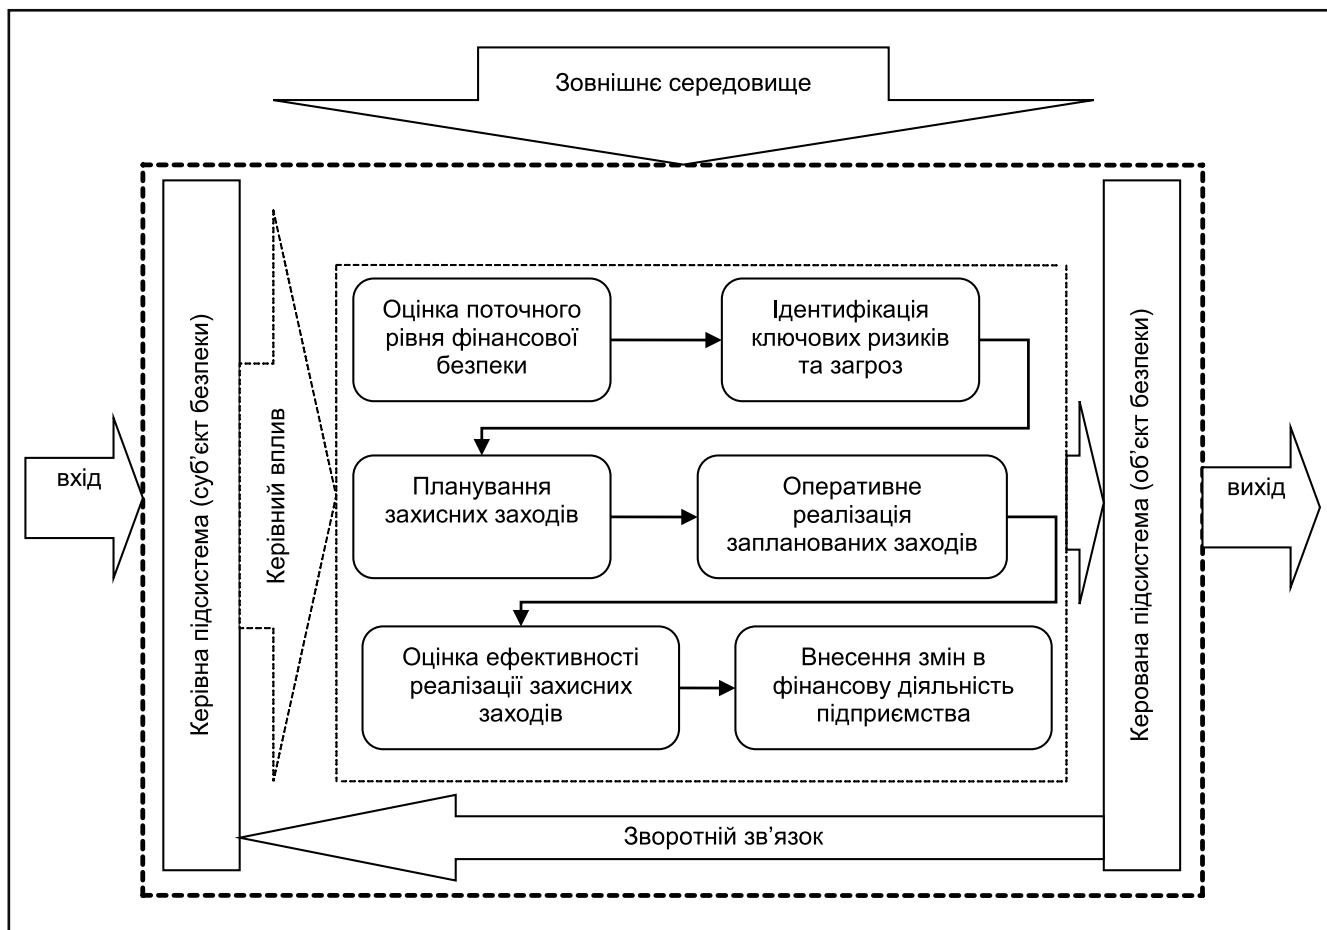 Зовнішнє середовище
вхід
Керівна підсистема (суб’єкт безпеки)
Керівний вплив
Оцінка поточного
рівня фінансової
безпеки
Ідентифікація
ключових ризиків
та загроз
Планування
захисних заходів
Оперативне
реалізація
запланованих заходів
Оцінка ефективності
реалізації захисних
заходів
Внесення змін в
фінансову діяльність
підприємства
Керована підсистема (об’єкт безпеки)
вихід
Зворотній зв’язок